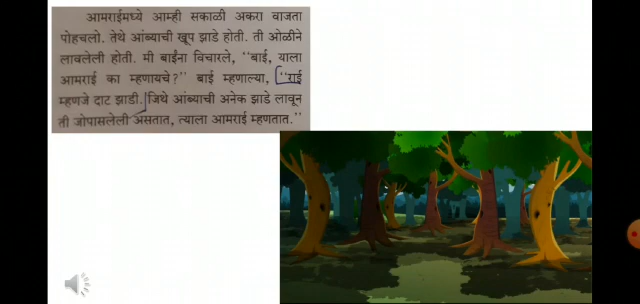 आमराईमध्ये आम्ही सकाळी अकरा वाजता
पोहचलो. तेथे आंब्याची खूप झाडे होती. ती ओळीने
लावलेली होती. मी बाईंना विचारले, “बाई, याला
आमराई का म्हणायचे?” बाई म्हणाल्या, “राई
म्हणजे दाट झाडी. जिथे आंब्याची अनेक झाडे लावून
ती जोपासलेली असतात, त्याला आमराई म्हणतात.”